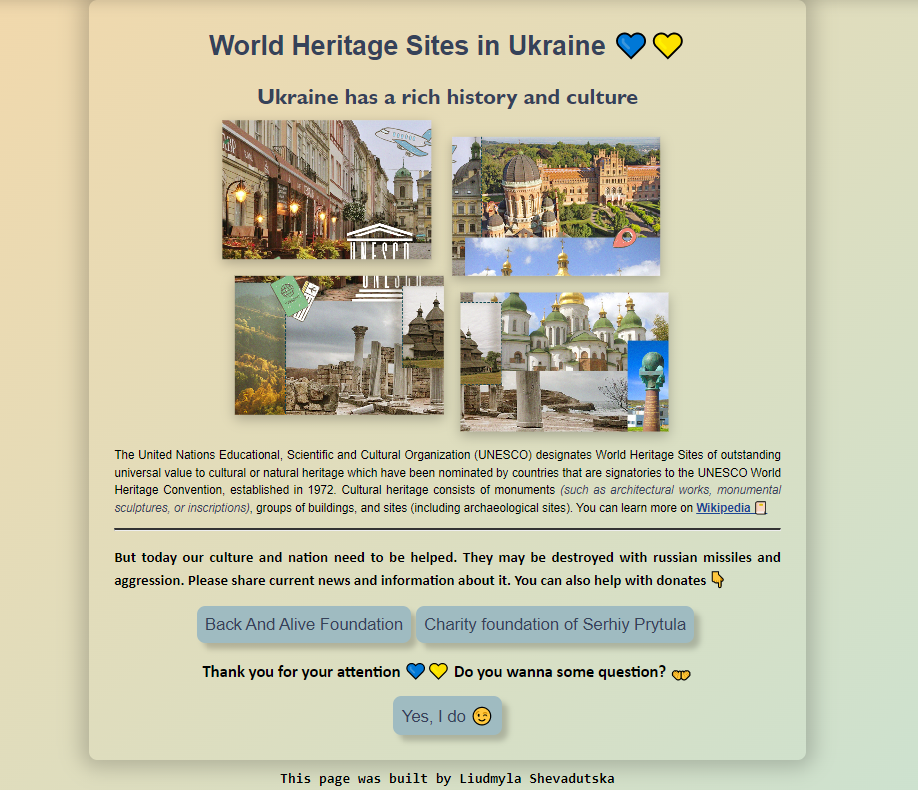 World Heritage Sites in Ukraine 💙💛
Ukraine has a rich history and culture
UNESCO
UNESCO
The United Nations Educational, Scientific and Cultural Organization (UNESCO) designates World Heritage Sites of outstanding
universal value to cultural or natural heritage which have been nominated by countries that are signatories to the UNESCO World
Heritage Convention, established in 1972. Cultural heritage consists of monuments (such as architectural works, monumental
sculptures, or inscriptions), groups of buildings, and sites (including archaeological sites). You can learn more on Wikipedia
But today our culture and nation need to be helped. They may be destroyed with russian missiles and
aggression. Please share current news and information about it. You can also help with donates 👇
Back And Alive Foundation Charity foundation of Serhiy Prytula
Thank you for your attention 💙💛 Do you wanna some question?
Yes, I do 😉
This page was built by Liudmyla Shevadutska